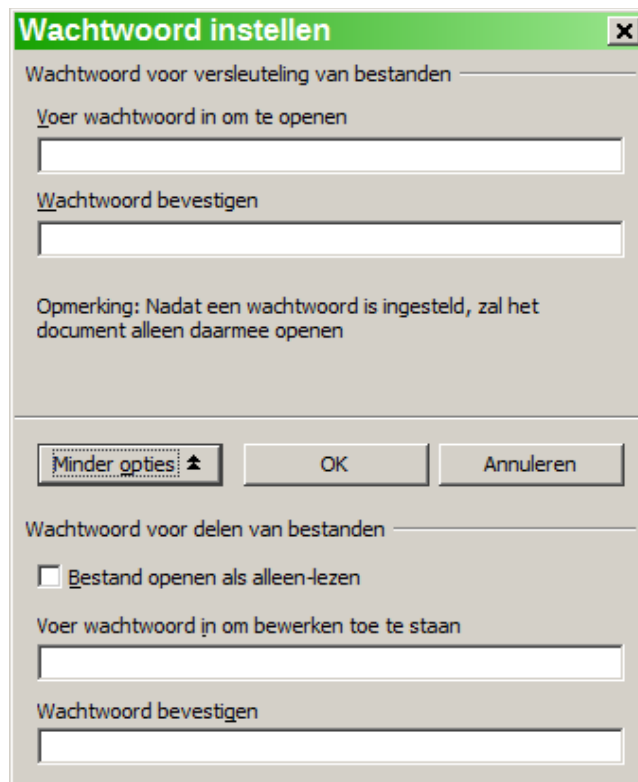 Wachtwoord instellen
Wachtwoord voor versleuteling van bestanden
Voer wachtwoord in om te openen
Wachtwoord bevestigen
Opmerking: Nadat een wachtwoord is ingesteld, zal het
document alleen daarmee openen
Minder opties OK Annuleren
Wachtwoord voor delen van bestanden
Bestand openen als alleen-lezen
Voer wachtwoord in om bewerken toe te staan
Wachtwoord bevestigen